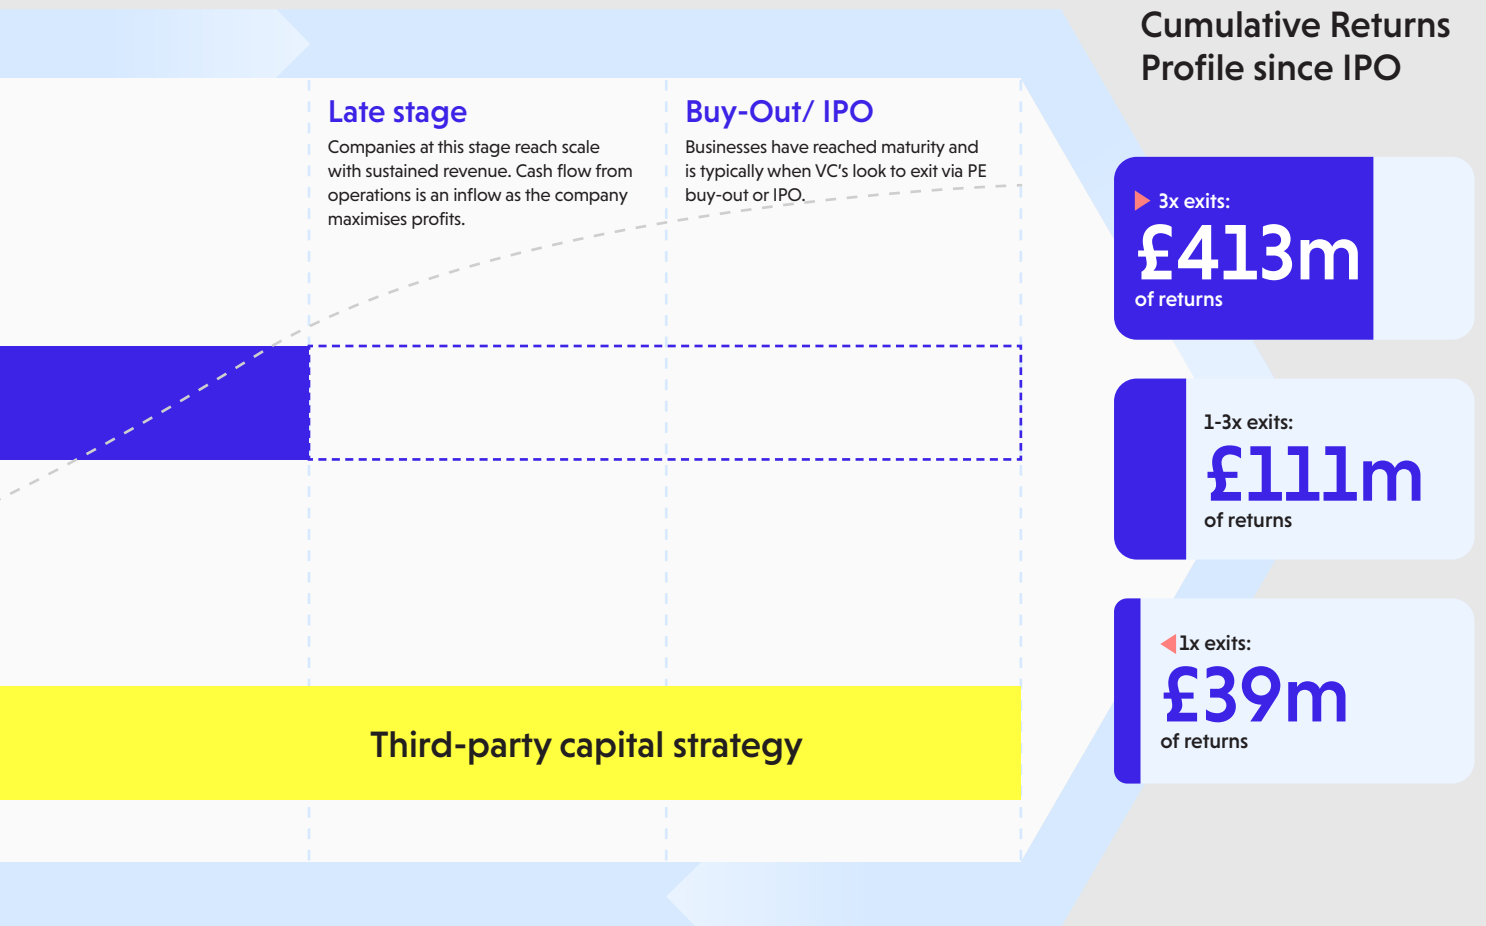 Cumulative Returns
Profile since IPO
Late stage
Companies at this stage reach scale
with sustained revenue. Cash flow from
operations is an inflow as the company
maximises profits.
Buy-Out/ IPO
Businesses have reached maturity and
is typically when VC's look to exit via PE
buy-out or IPO.
3x exits:
£413m
of returns
1-3x exits:
£111m
of returns
1x exits:
£39m
of returns
Third-party capital strategy